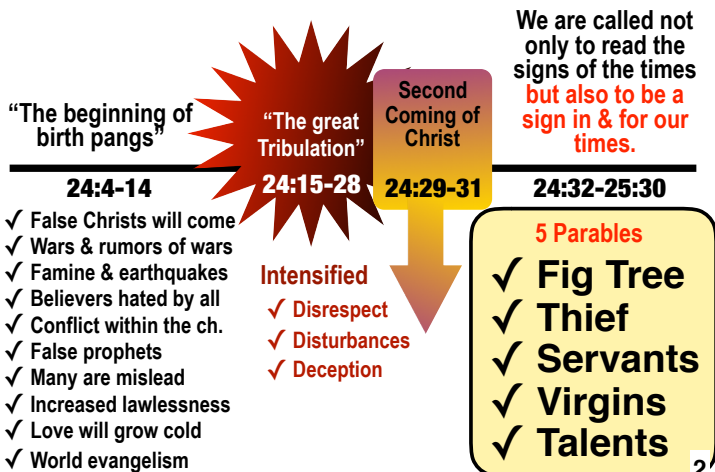 “The beginning of
birth pangs”
24:4-14
✓ False Christs will come
✓ Wars & rumors of wars
✓ Famine & earthquakes
✓ Believers hated by all
✓ Conflict within the ch.
✓ False prophets
✓ Many are mislead
✓ Increased lawlessness
✓ Love will grow cold
✓ World evangelism
“The great
Tribulation”
24:15-28
Intensified
✓ Disrespect
✓ Disturbances
✓ Deception
Second
Coming of
Christ
24:29-31
We are called not
only to read the
signs of the times
but also to be a
sign in & for our
times.
24:32-25:30
5 Parables
✓ Fig Tree
✓ Thief
✓ Servants
✓ Virgins
✓ Talents
2